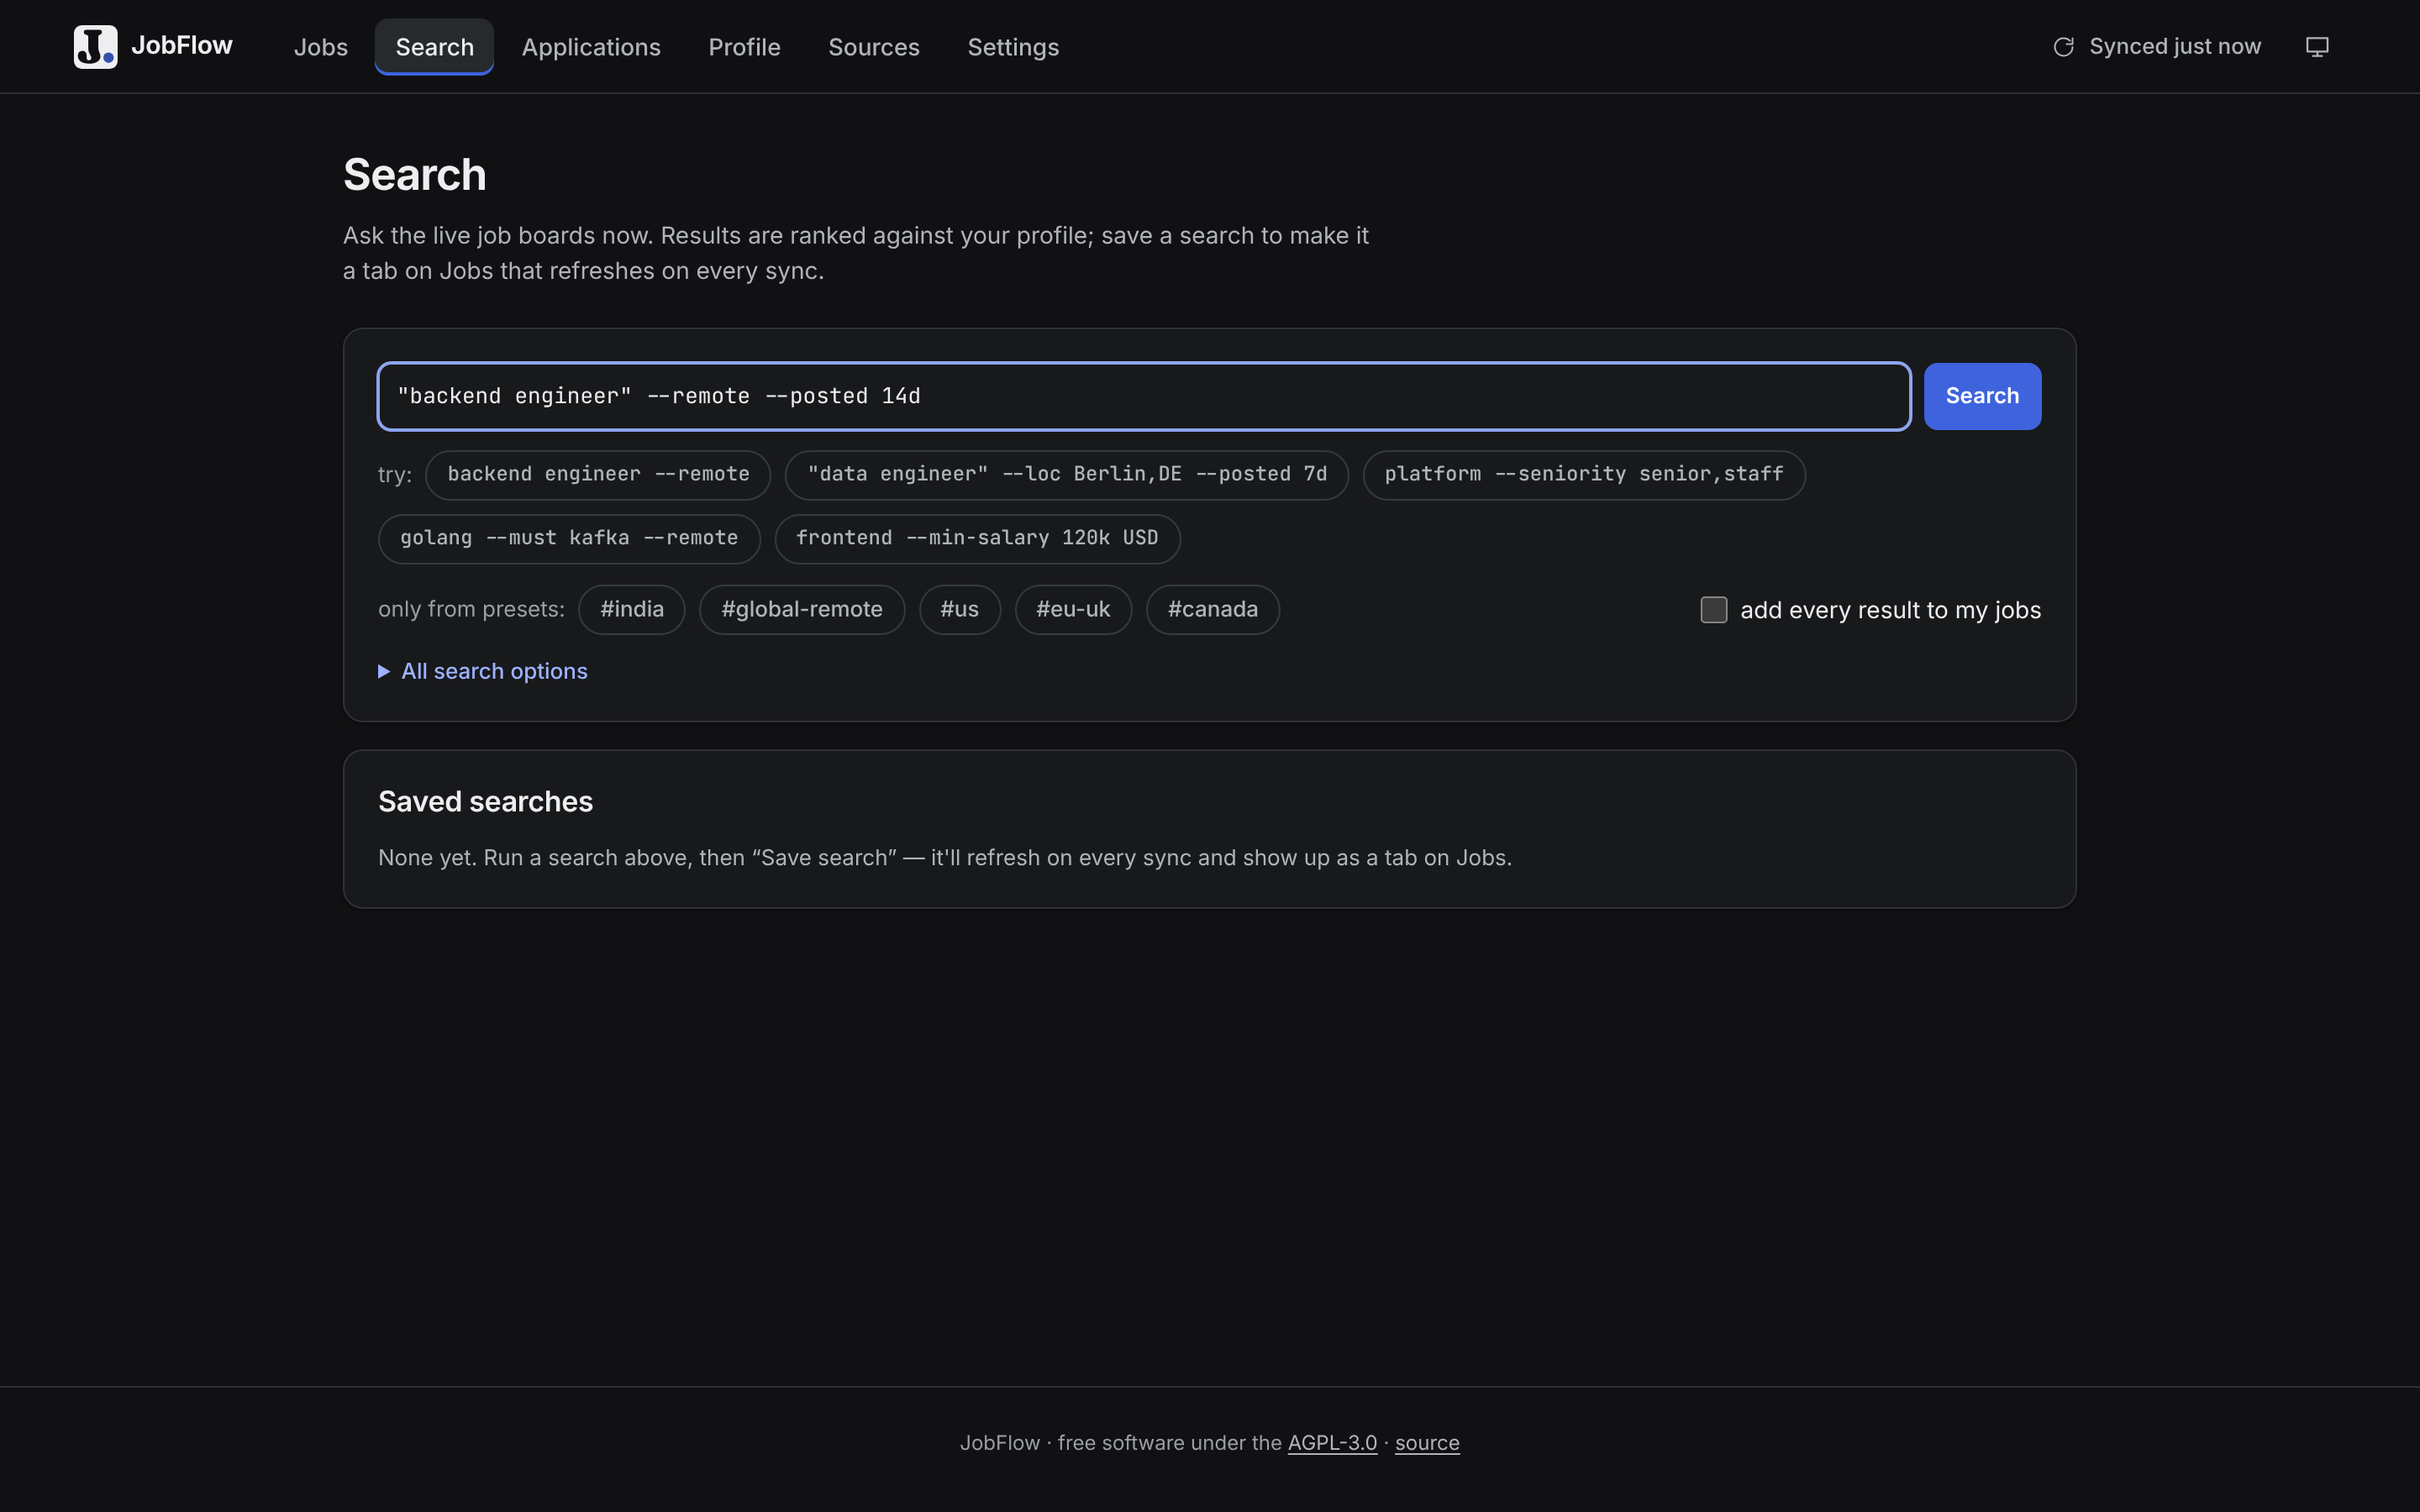 J. JobFlow Jobs Search Applications Profile Sources Settings Synced just now
Search
Ask the live job boards now. Results are ranked against your profile; save a search to make it
a tab on Jobs that refreshes on every sync.
"backend engineer" --remote --posted 14d Search
try: backend engineer --remote "data engineer" --loc Berlin,DE --posted 7d platform --seniority senior,staff
golang --must kafka --remote frontend --min-salary 120k USD
only from presets: #india #global-remote #us #eu-uk #canada add every result to my jobs
All search options
Saved searches
None yet. Run a search above, then “Save search” — it'll refresh on every sync and show up as a tab on Jobs.
JobFlow · free software under the AGPL-3.0 · source